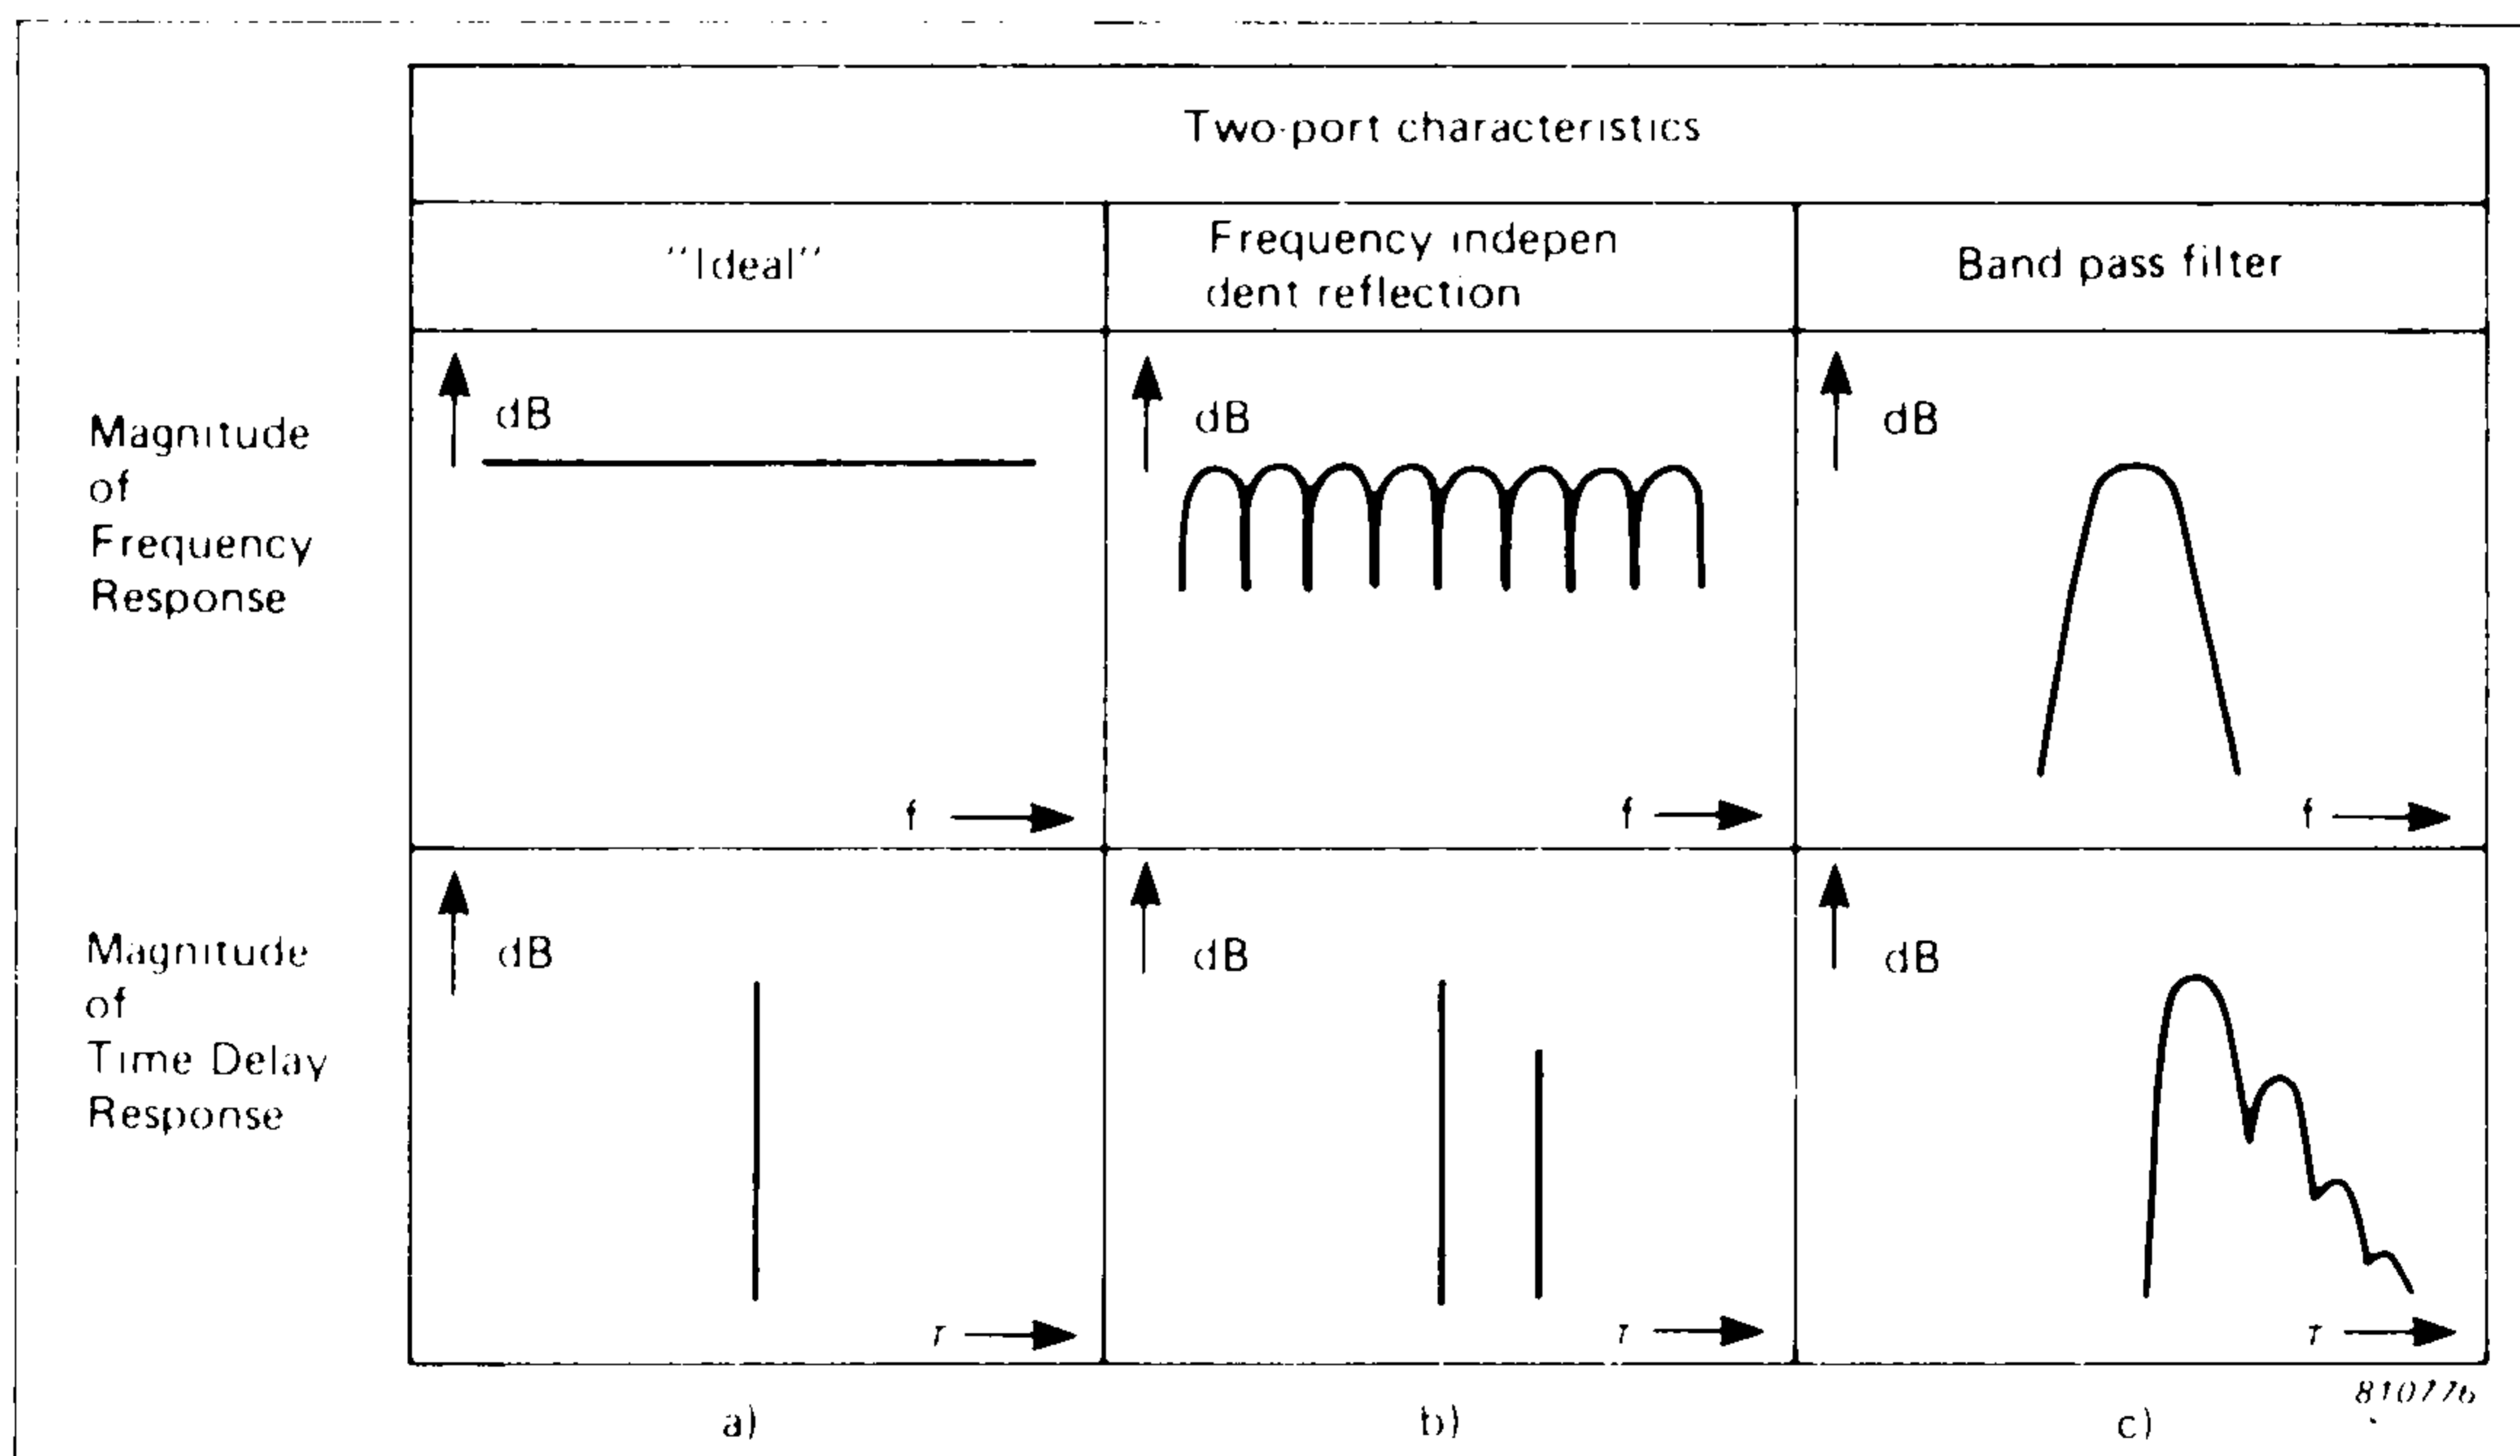 Two-port characteristics
"Ideal"
Frequency indepen
dent reflection
Band pass filter
Magnitude
of
Frequency
Response
dB
f
dB
f
dB
f
Magnitude
of
Time Delay
Response
dB
τ
dB
τ
dB
τ
810776
a)
b)
c)